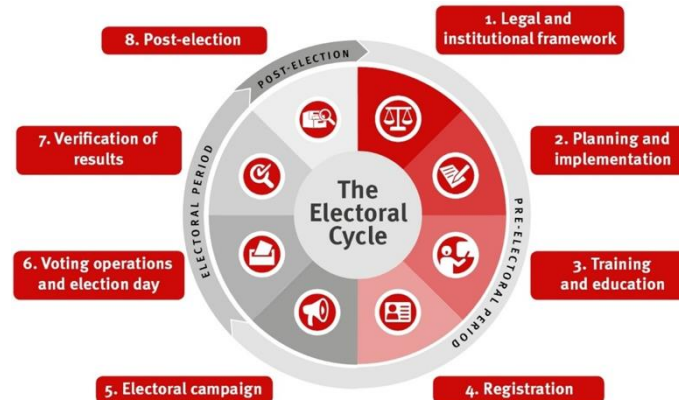 The
Electoral
Cycle
1. Legal and
institutional framework
2. Planning and
implementation
3. Training
and education
4. Registration
5. Electoral campaign
6. Voting operations
and election day
7. Verification of
results
8. Post-election
PRE-ELECTORAL PERIOD
ELECTORAL PERIOD
POST-ELECTION